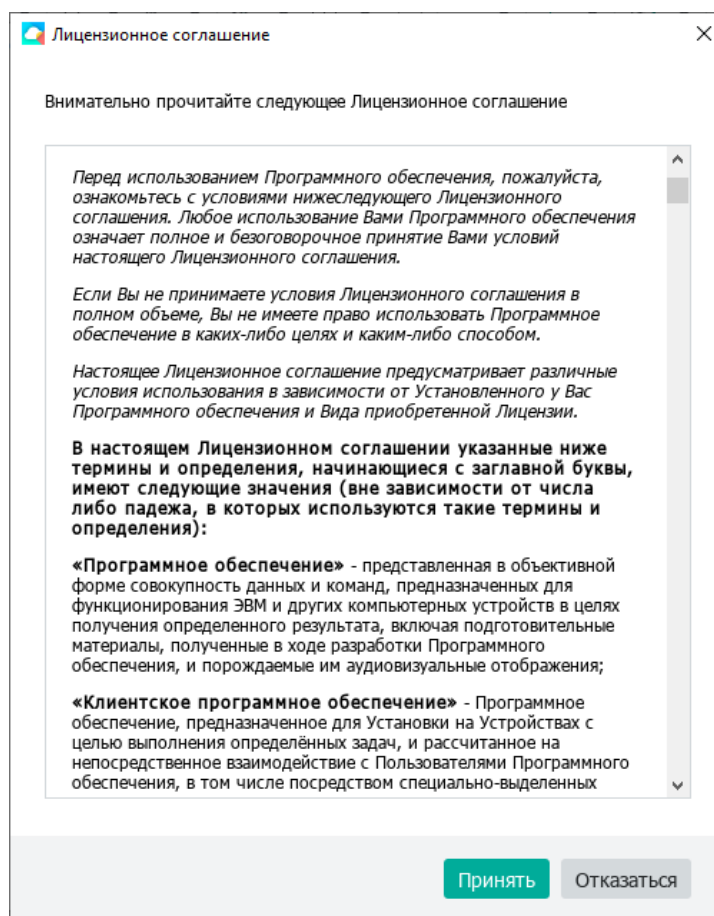 Лицензионное соглашение
Внимательно прочитайте следующее Лицензионное соглашение
Перед использованием Программного обеспечения, пожалуйста,
ознакомьтесь с условиями нижеследующего Лицензионного
соглашения. Любое использование Вами Программного обеспечения
означает полное и безоговорочное принятие Вами условий
настоящего Лицензионного соглашения.
Если Вы не принимаете условия Лицензионного соглашения в
полном объеме, Вы не имеете право использовать Программное
обеспечение в каких-либо целях и каким-либо способом.
Настоящее Лицензионное соглашение предусматривает различные
условия использования в зависимости от Установленного у Вас
Программного обеспечения и Вида приобретенной Лицензии.
В настоящем Лицензионном соглашении указанные ниже
термины и определения, начинающиеся с заглавной буквы,
имеют следующие значения (вне зависимости от числа
либо падежа, в которых используются такие термины и
определения):
«Программное обеспечение» - представленная в объективной
форме совокупность данных и команд, предназначенных для
функционирования ЭВМ и других компьютерных устройств в целях
получения определенного результата, включая подготовительные
материалы, полученные в ходе разработки Программного
обеспечения, и порождаемые им аудиовизуальные отображения;
«Клиентское программное обеспечение» - Программное
обеспечение, предназначенное для Установки на Устройствах с
целью выполнения определённых задач, и рассчитанное на
непосредственное взаимодействие с Пользователями Программного
обеспечения, в том числе посредством специально-выделенных
Принять Отказаться